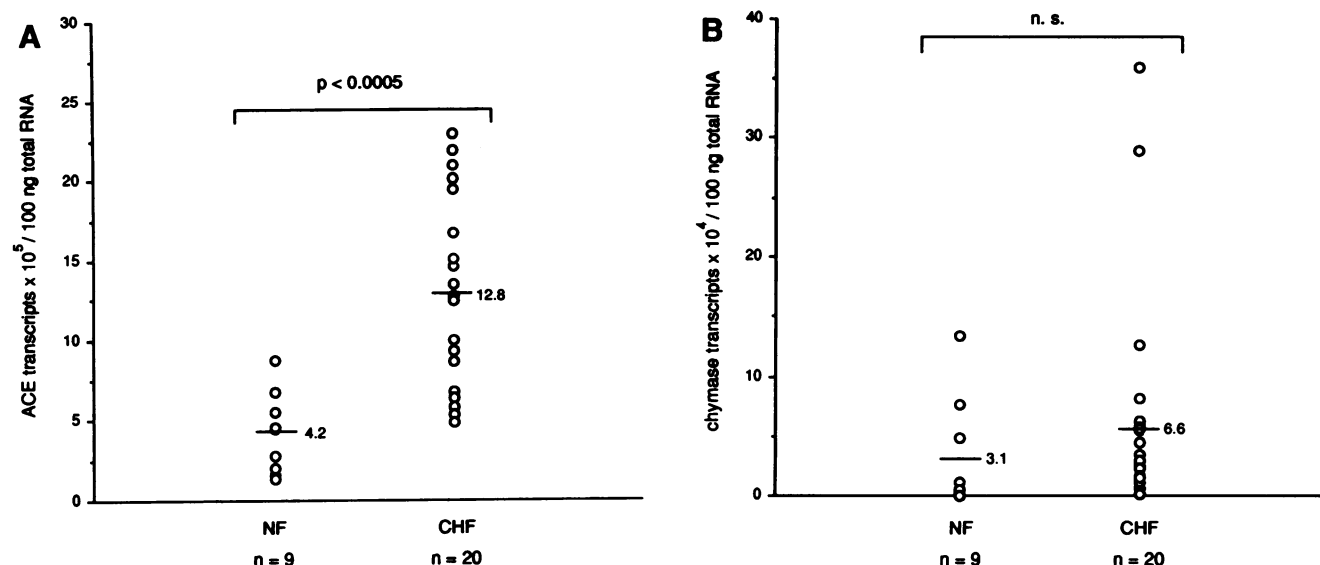 A
ACE transcripts x 10^5 / 100 ng total RNA
30
25
20
15
10
5
0
p < 0.0005
12.8
4.2
NF
CHF
n = 9
n = 20
B
chymase transcripts x 10^4 / 100 ng total RNA
40
30
20
10
0
n. s.
6.6
3.1
NF
CHF
n = 9
n = 20